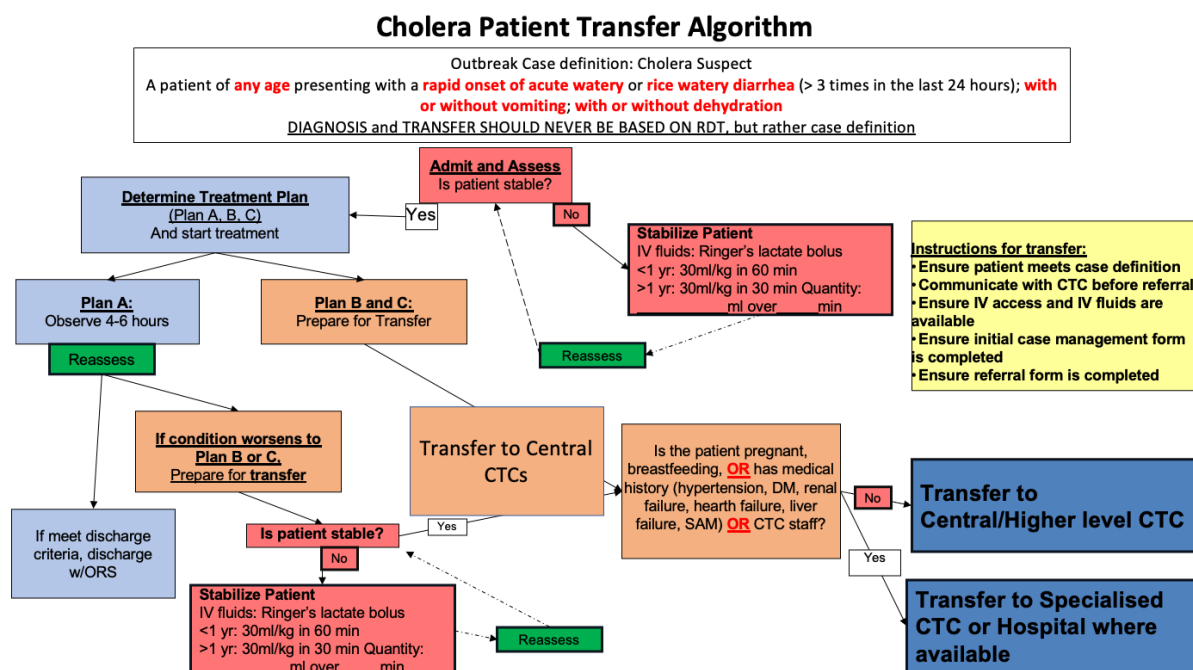 Cholera Patient Transfer Algorithm
Outbreak Case definition: Cholera Suspect
A patient of any age presenting with a rapid onset of acute watery or rice watery diarrhea (> 3 times in the last 24 hours); with
or without vomiting; with or without dehydration
DIAGNOSIS and TRANSFER SHOULD NEVER BE BASED ON RDT, but rather case definition
Admit and Assess
Is patient stable?
Yes
No
Determine Treatment Plan
(Plan A, B, C)
And start treatment
Stabilize Patient
IV fluids: Ringer's lactate bolus
<1 yr: 30ml/kg in 60 min
>1 yr: 30ml/kg in 30 min Quantity:
__________ml over_____min
Reassess
Instructions for transfer:
•Ensure patient meets case definition
•Communicate with CTC before referral
•Ensure IV access and IV fluids are
available
•Ensure initial case management form
is completed
•Ensure referral form is completed
Plan A:
Observe 4-6 hours
Reassess
Plan B and C:
Prepare for Transfer
If condition worsens to
Plan B or C,
Prepare for transfer
If meet discharge
criteria, discharge
w/ORS
Is patient stable?
Yes
No
Stabilize Patient
IV fluids: Ringer's lactate bolus
<1 yr: 30ml/kg in 60 min
>1 yr: 30ml/kg in 30 min Quantity:
__________ml over_____min
Reassess
Transfer to Central
CTCs
Is the patient pregnant,
breastfeeding, OR has medical
history (hypertension, DM, renal
failure, hearth failure, liver
failure, SAM) OR CTC staff?
No
Yes
Transfer to
Central/Higher level CTC
Transfer to Specialised
CTC or Hospital where
available